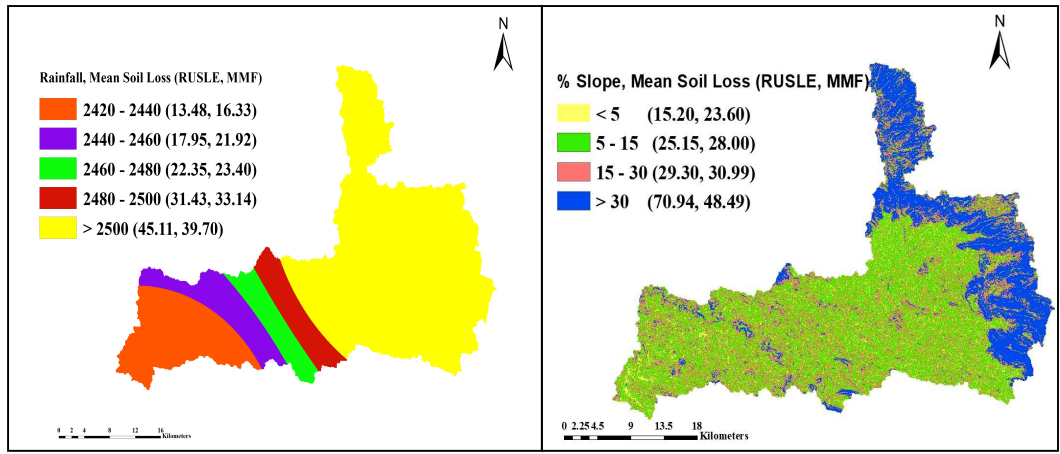 N
Rainfall, Mean Soil Loss (RUSLE, MMF)
2420 - 2440 (13.48, 16.33)
2440 - 2460 (17.95, 21.92)
2460 - 2480 (22.35, 23.40)
2480 - 2500 (31.43, 33.14)
> 2500 (45.11, 39.70)
0 2 4 8 12 16
Kilometers
N
% Slope, Mean Soil Loss (RUSLE, MMF)
< 5 (15.20, 23.60)
5 - 15 (25.15, 28.00)
15 - 30 (29.30, 30.99)
> 30 (70.94, 48.49)
0 2.25 4.5 9 13.5 18
Kilometers